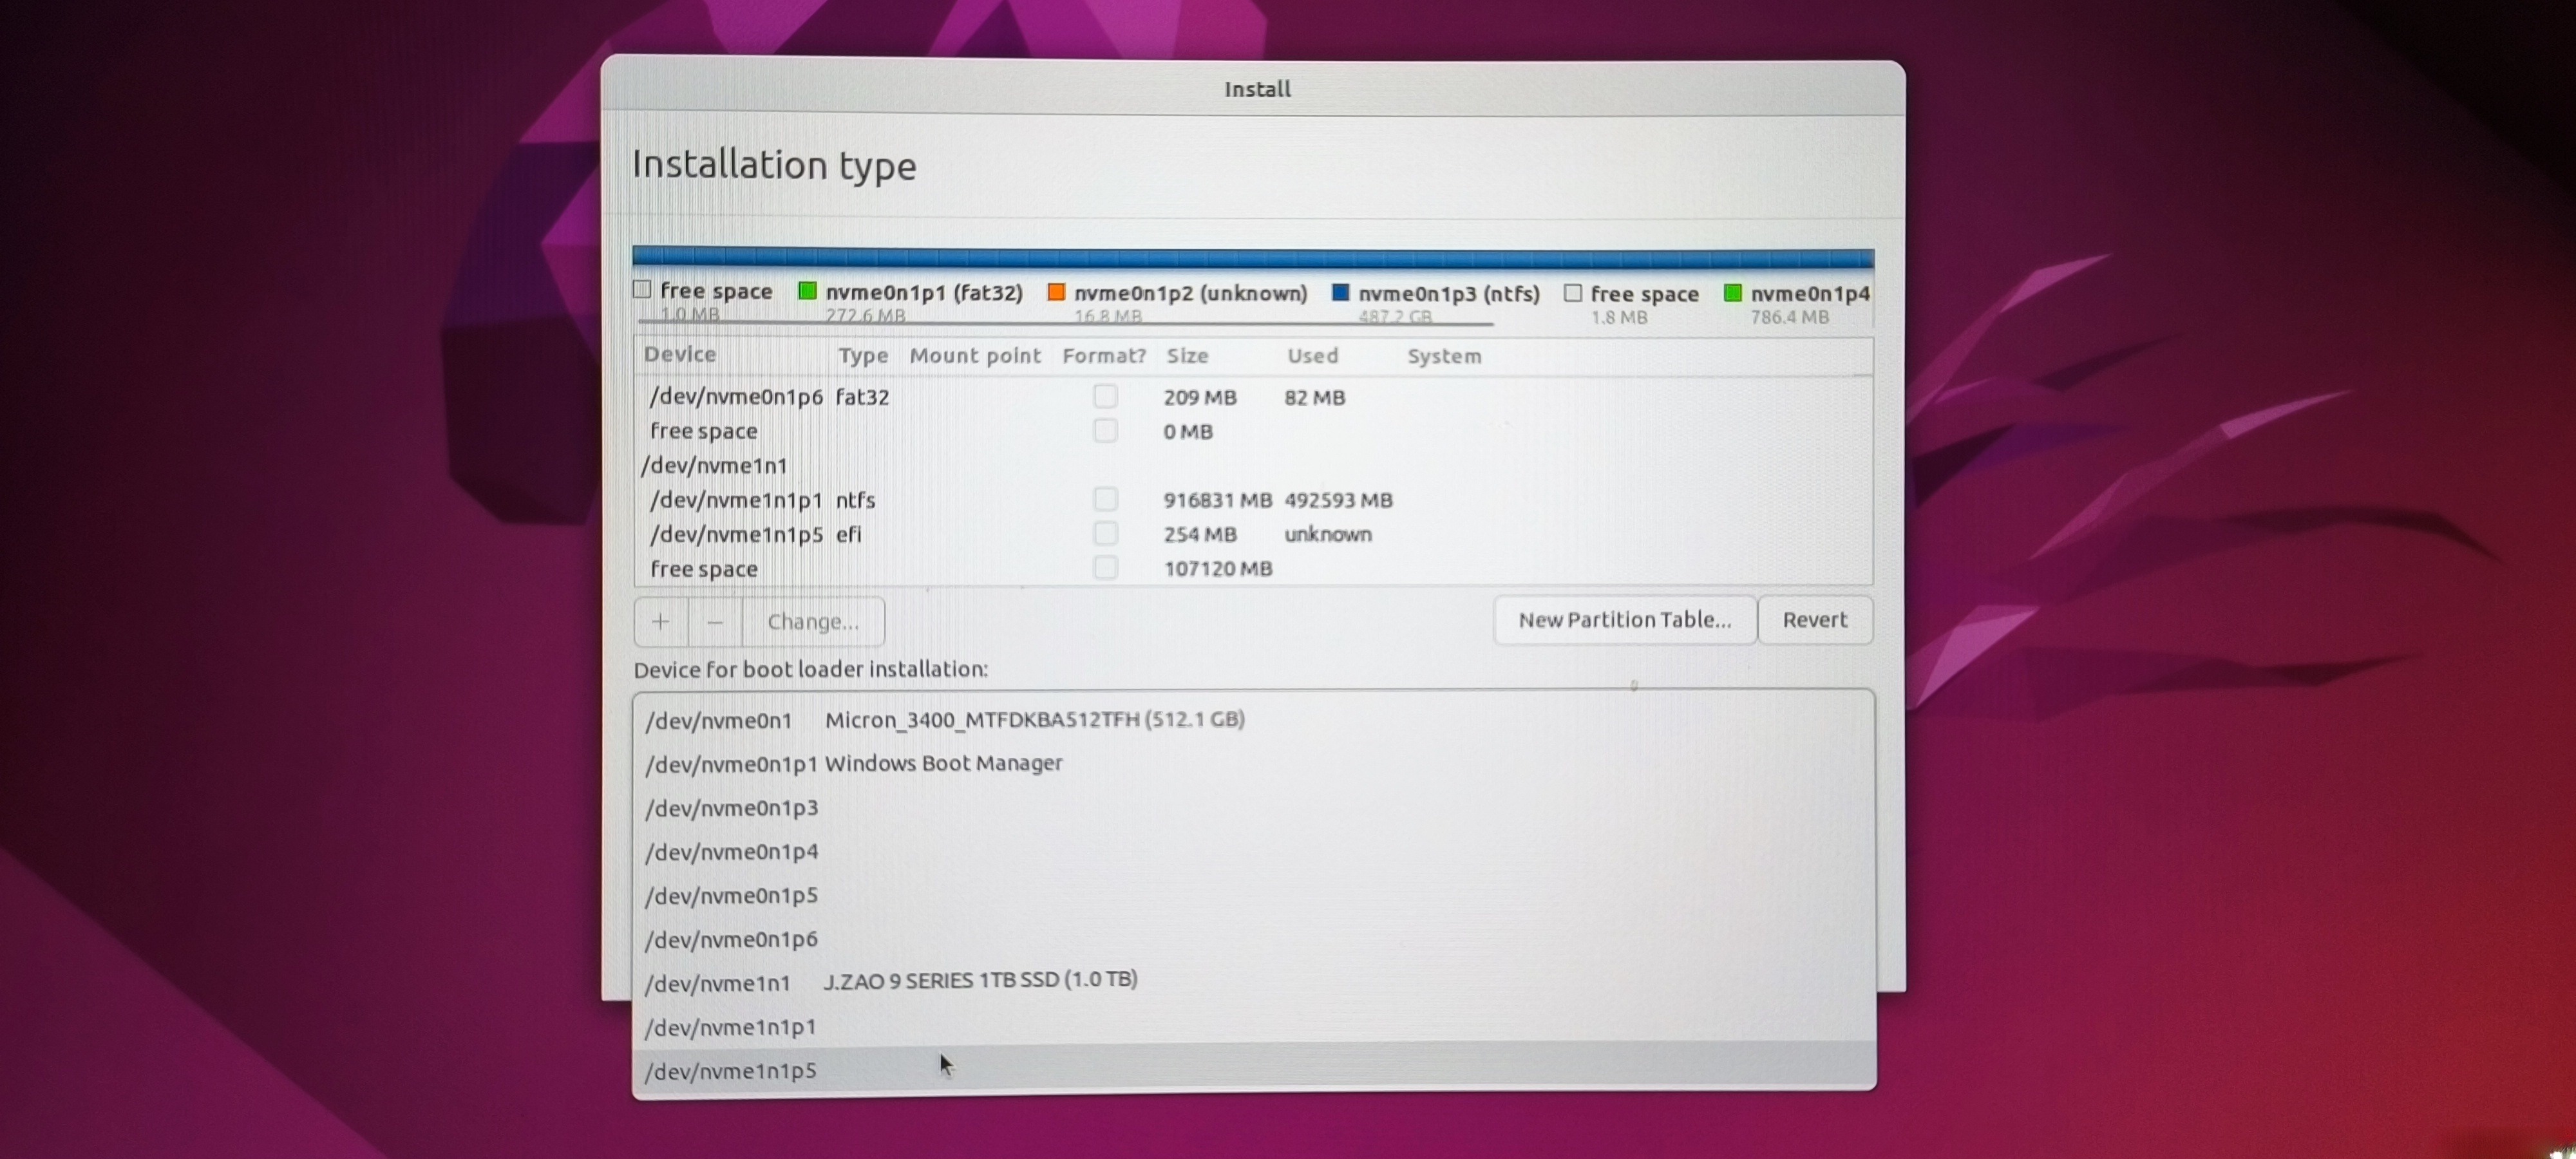 Install
Installation type
free space nvme0n1p1 (fat32) nvme0n1p2 (unknown) nvme0n1p3 (ntfs) free space nvme0n1p4
1.0 MB 272.6 MB 16.8 MB 487.2 GB 1.8 MB 786.4 MB
Device Type Mount point Format? Size Used System
/dev/nvme0n1p6 fat32 209 MB 82 MB
free space 0 MB
/dev/nvme1n1
/dev/nvme1n1p1 ntfs 916831 MB 492593 MB
/dev/nvme1n1p5 efi 254 MB unknown
free space 107120 MB
+ − Change... New Partition Table... Revert
Device for boot loader installation:
/dev/nvme0n1 Micron_3400_MTFDKBA512TFH (512.1 GB)
/dev/nvme0n1p1 Windows Boot Manager
/dev/nvme0n1p3
/dev/nvme0n1p4
/dev/nvme0n1p5
/dev/nvme0n1p6
/dev/nvme1n1 J.ZAO 9 SERIES 1TB SSD (1.0 TB)
/dev/nvme1n1p1
/dev/nvme1n1p5